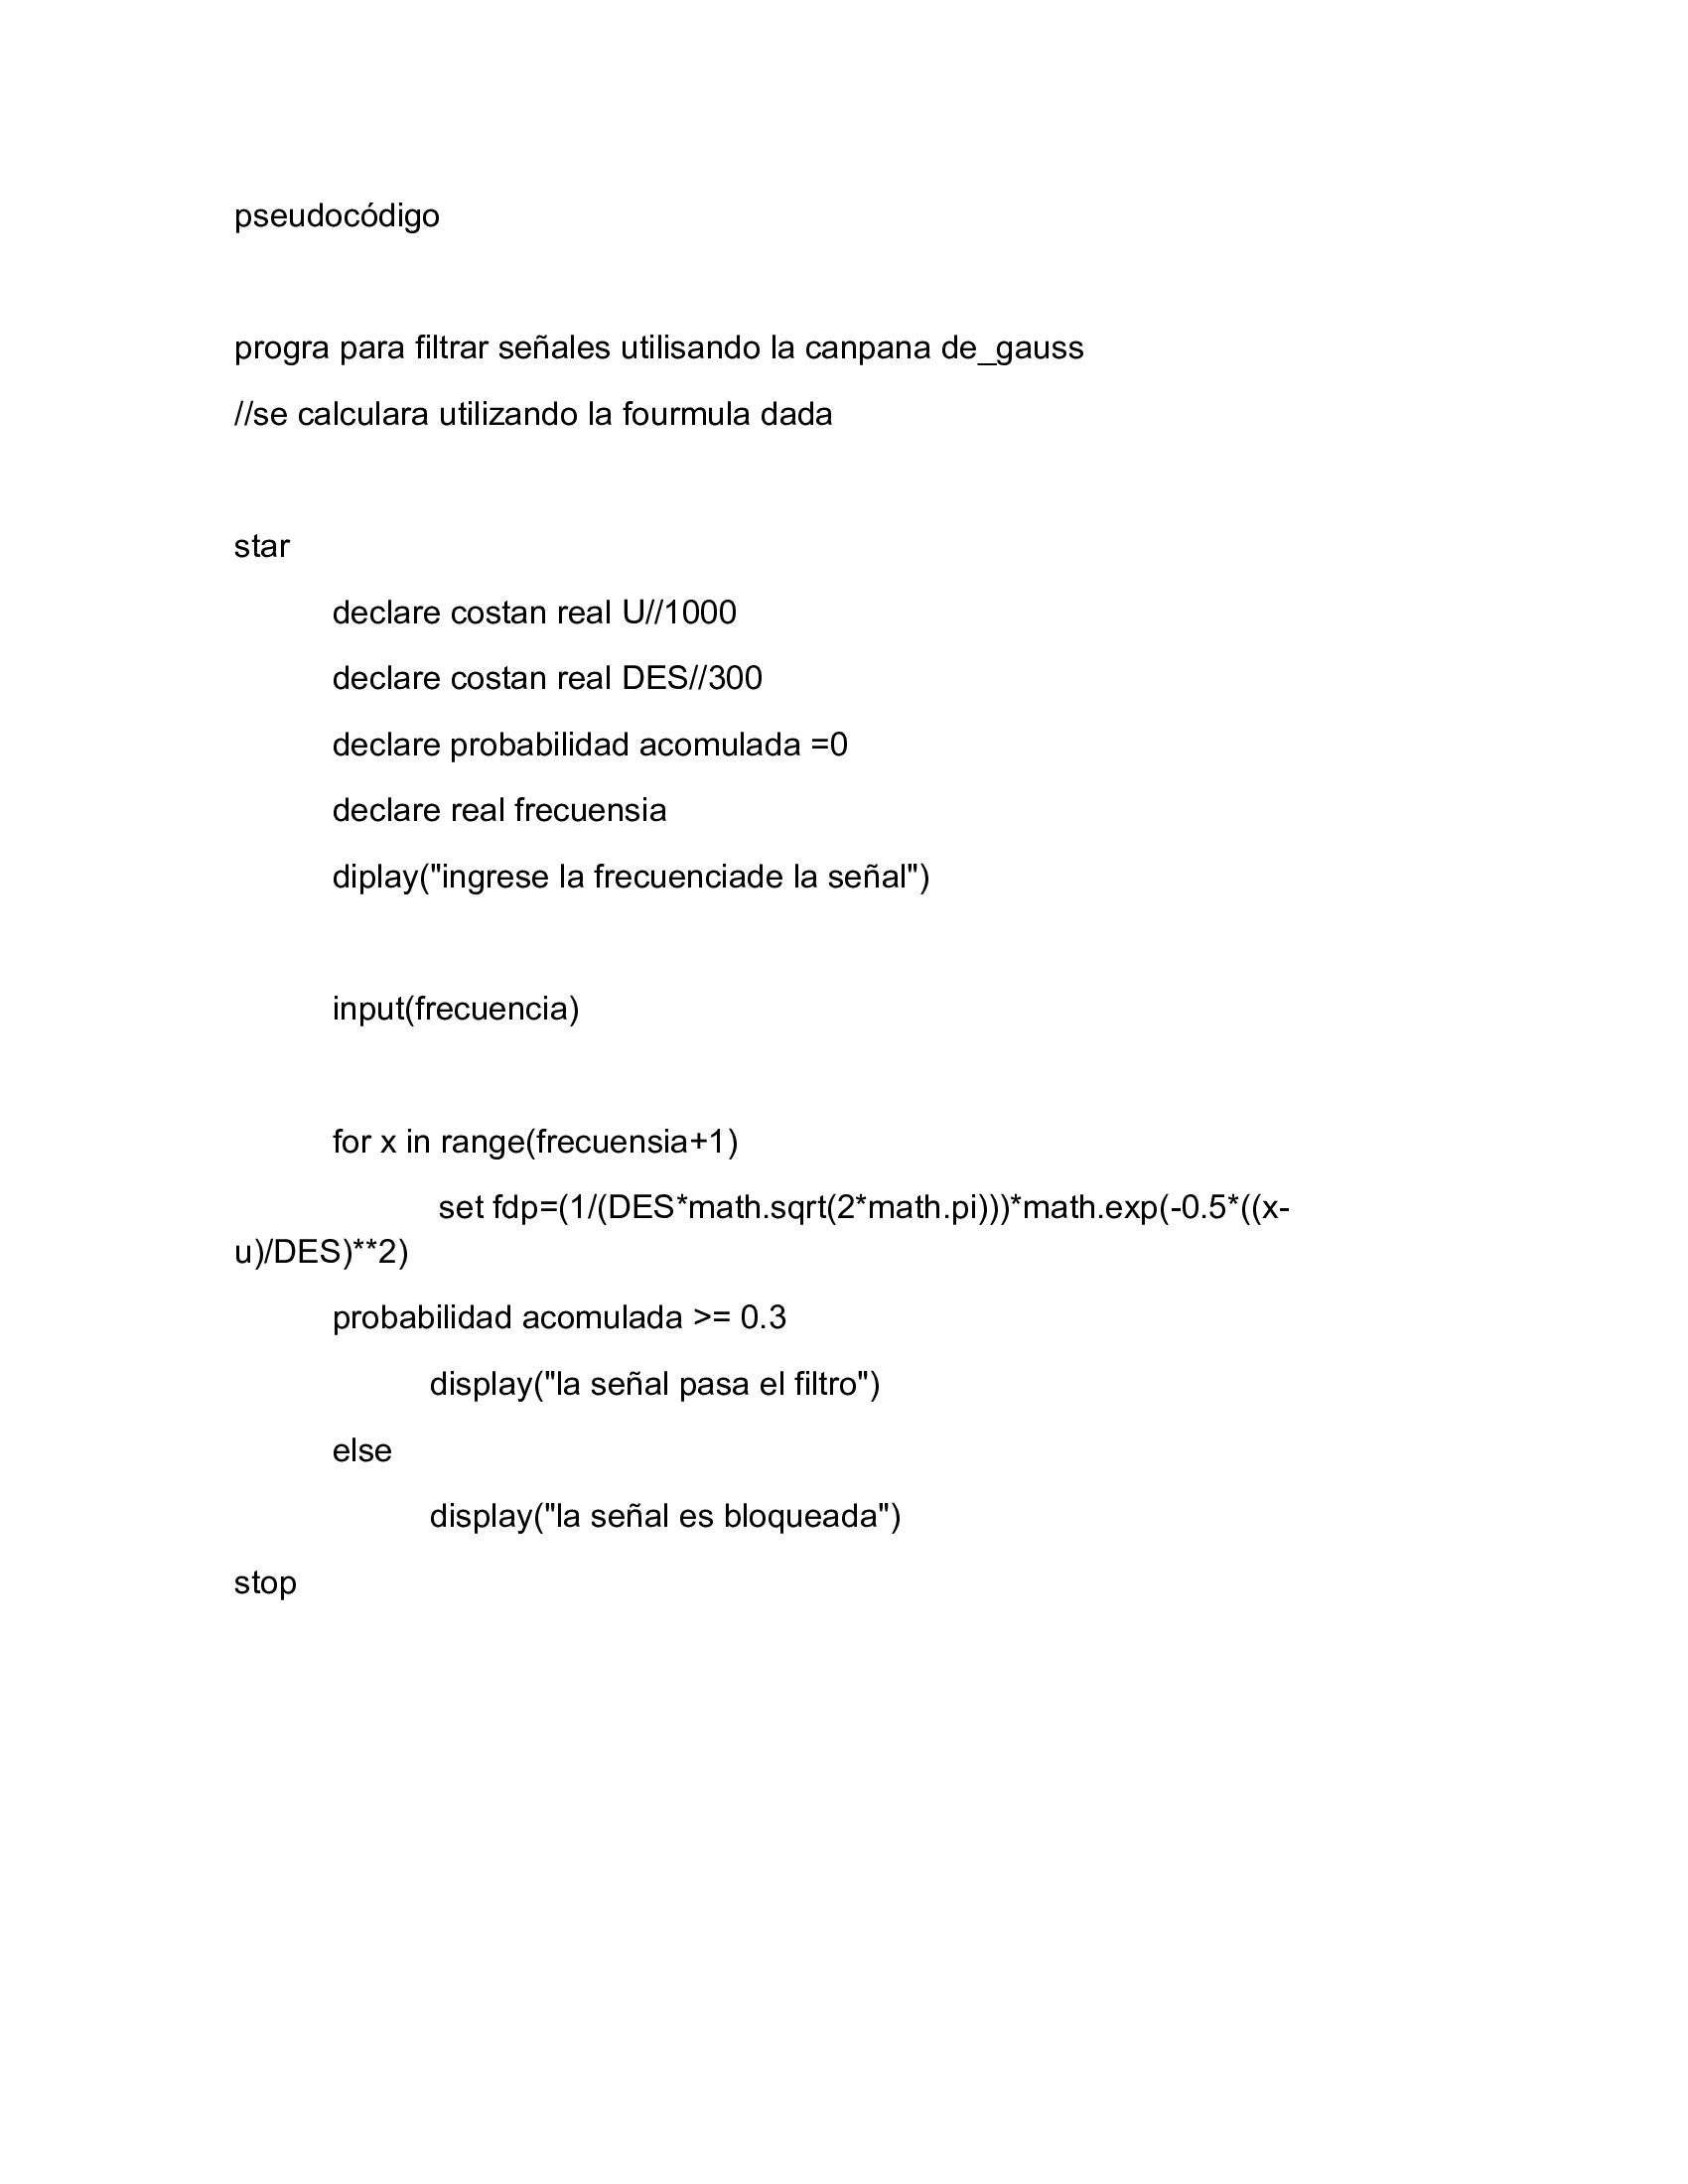 pseudocódigo
progra para filtrar señales utilisando la canpana de_gauss
//se calculara utilizando la fourmula dada
star
declare costan real U//1000
declare costan real DES//300
declare probabilidad acomulada =0
declare real frecuensia
diplay("ingrese la frecuenciade la señal")
input(frecuencia)
for x in range(frecuensia+1)
set fdp=(1/(DES*math.sqrt(2*math.pi)))*math.exp(-0.5*((x-
u)/DES)**2)
probabilidad acomulada >= 0.3
display("la señal pasa el filtro")
else
display("la señal es bloqueada")
stop